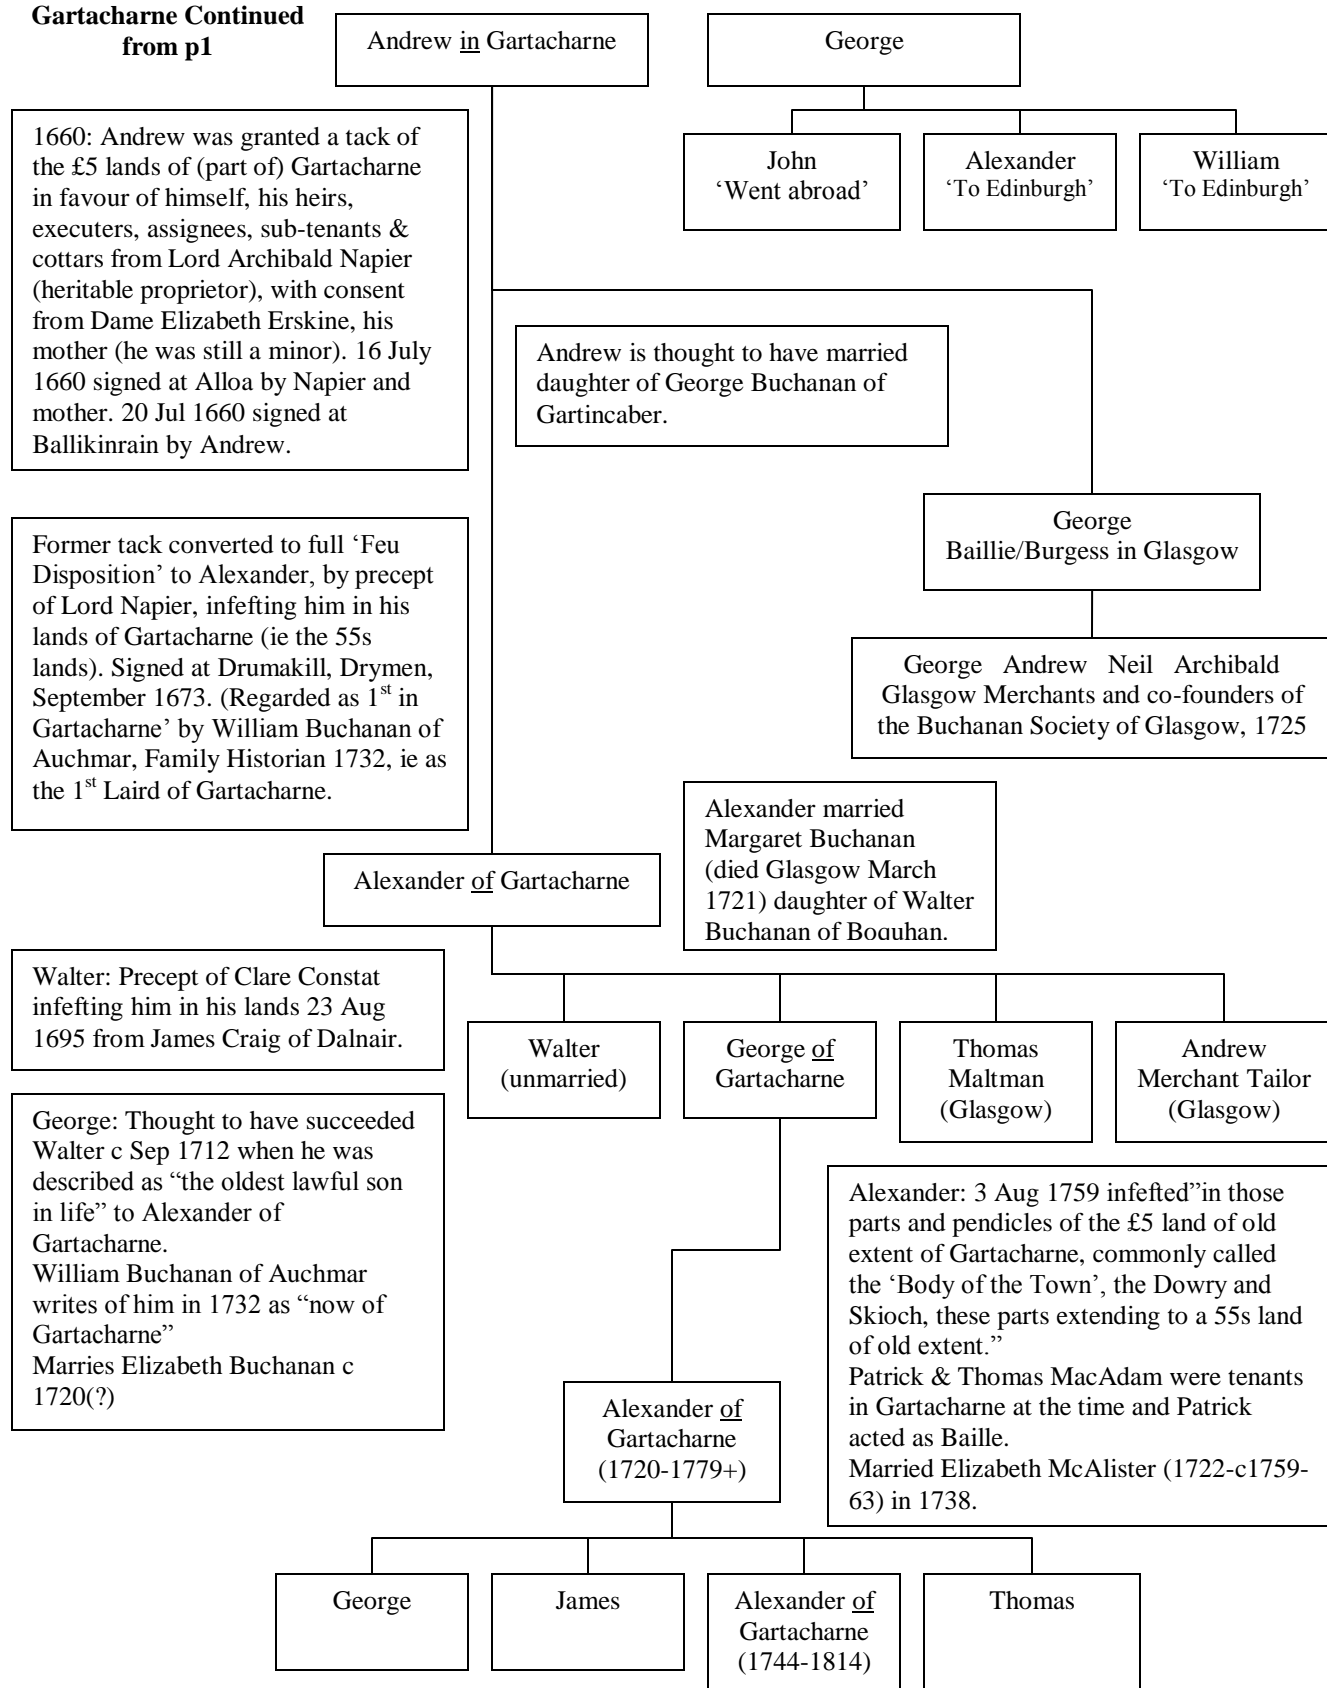 Gartacharne Continued
from p1
Andrew in Gartacharne
George
1660: Andrew was granted a tack of
the £5 lands of (part of) Gartacharne
in favour of himself, his heirs,
executers, assignees, sub-tenants &
cottars from Lord Archibald Napier
(heritable proprietor), with consent
from Dame Elizabeth Erskine, his
mother (he was still a minor). 16 July
1660 signed at Alloa by Napier and
mother. 20 Jul 1660 signed at
Ballikinrain by Andrew.
John
‘Went abroad’
Alexander
‘To Edinburgh’
William
‘To Edinburgh’
Andrew is thought to have married
daughter of George Buchanan of
Gartincaber.
George
Baillie/Burgess in Glasgow
Former tack converted to full ‘Feu
Disposition’ to Alexander, by precept
of Lord Napier, infefting him in his
lands of Gartacharne (ie the 55s
lands). Signed at Drumakill, Drymen,
September 1673. (Regarded as 1st in
Gartacharne’ by William Buchanan of
Auchmar, Family Historian 1732, ie as
the 1st Laird of Gartacharne.
George Andrew Neil Archibald
Glasgow Merchants and co-founders of
the Buchanan Society of Glasgow, 1725
Alexander married
Margaret Buchanan
(died Glasgow March
1721) daughter of Walter
Buchanan of Boquhan.
Alexander of Gartacharne
Walter: Precept of Clare Constat
infefting him in his lands 23 Aug
1695 from James Craig of Dalnair.
Walter
(unmarried)
George of
Gartacharne
Thomas
Maltman
(Glasgow)
Andrew
Merchant Tailor
(Glasgow)
George: Thought to have succeeded
Walter c Sep 1712 when he was
described as “the oldest lawful son
in life” to Alexander of
Gartacharne.
William Buchanan of Auchmar
writes of him in 1732 as “now of
Gartacharne”
Marries Elizabeth Buchanan c
1720(?)
Alexander: 3 Aug 1759 infefted”in those
parts and pendicles of the £5 land of old
extent of Gartacharne, commonly called
the ‘Body of the Town’, the Dowry and
Skioch, these parts extending to a 55s land
of old extent.”
Patrick & Thomas MacAdam were tenants
in Gartacharne at the time and Patrick
acted as Baille.
Married Elizabeth McAlister (1722-c1759-
63) in 1738.
Alexander of
Gartacharne
(1720-1779+)
George
James
Alexander of
Gartacharne
(1744-1814)
Thomas